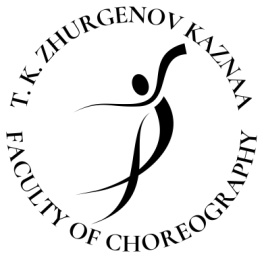 T. K. ZHURGENOV KAZNAA
FACULTY OF CHOREOGRAPHY